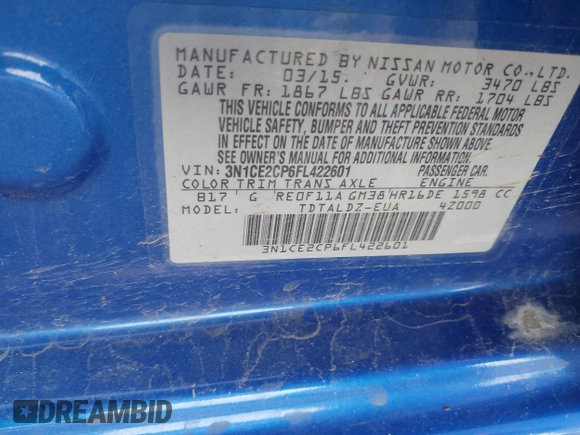 MANUFACTURED BY NISSAN MOTOR CO., LTD.
DATE: 03/15. GVWR: 3470 LBS
GAWR FR: 1867 LBS GAWR RR: 1704 LBS
THIS VEHICLE CONFORMS TO ALL APPLICABLE FEDERAL MOTOR
VEHICLE SAFETY, BUMPER AND THEFT PREVENTION STANDARDS
IN EFFECT ON THE DATE OF MANUFACTURE SHOWN ABOVE.
SEE OWNER'S MANUAL FOR ADDITIONAL INFORMATION.
VIN: 3N1CE2CP6FL422601 PASSENGER CAR.
COLOR TRIM TRANS AXLE ENGINE
B17 G RE0F11A GM38 HR16DE 1598 CC
MODEL: TDTALDZ-EUA 4Z000
3N1CE2CP6FL422601
DREAMBID